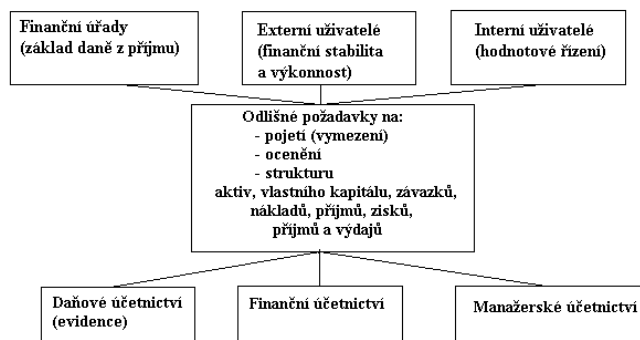 Finanční úřady
(základ daně z příjmu)
Externí uživatelé
(finanční stabilita
a výkonnost)
Interní uživatelé
(hodnotové řízení)
Odlišné požadavky na:
- pojetí (vymezení)
- ocenění
- strukturu
aktiv, vlastního kapitálu, závazků,
nákladů, příjmů, zisků,
příjmů a výdajů
Daňové účetnictví
(evidence)
Finanční účetnictví
Manažerské účetnictví